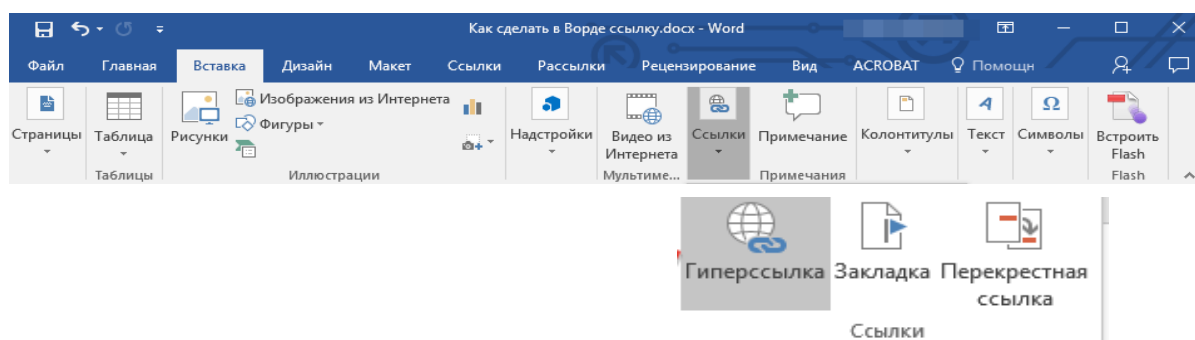 Как сделать в Ворде ссылку.docx - Word
Файл Главная Вставка Дизайн Макет Ссылки Рассылки Рецензирование Вид ACROBAT Помощн
Изображения из Интернета
Фигуры
Страницы Таблица Рисунки Надстройки Видео из Ссылки Примечание Колонтитулы Текст Символы Встроить
Интернета Flash
Таблицы Иллюстрации Мультиме... Примечания Flash
Гиперссылка Закладка Перекрестная
ссылка
Ссылки